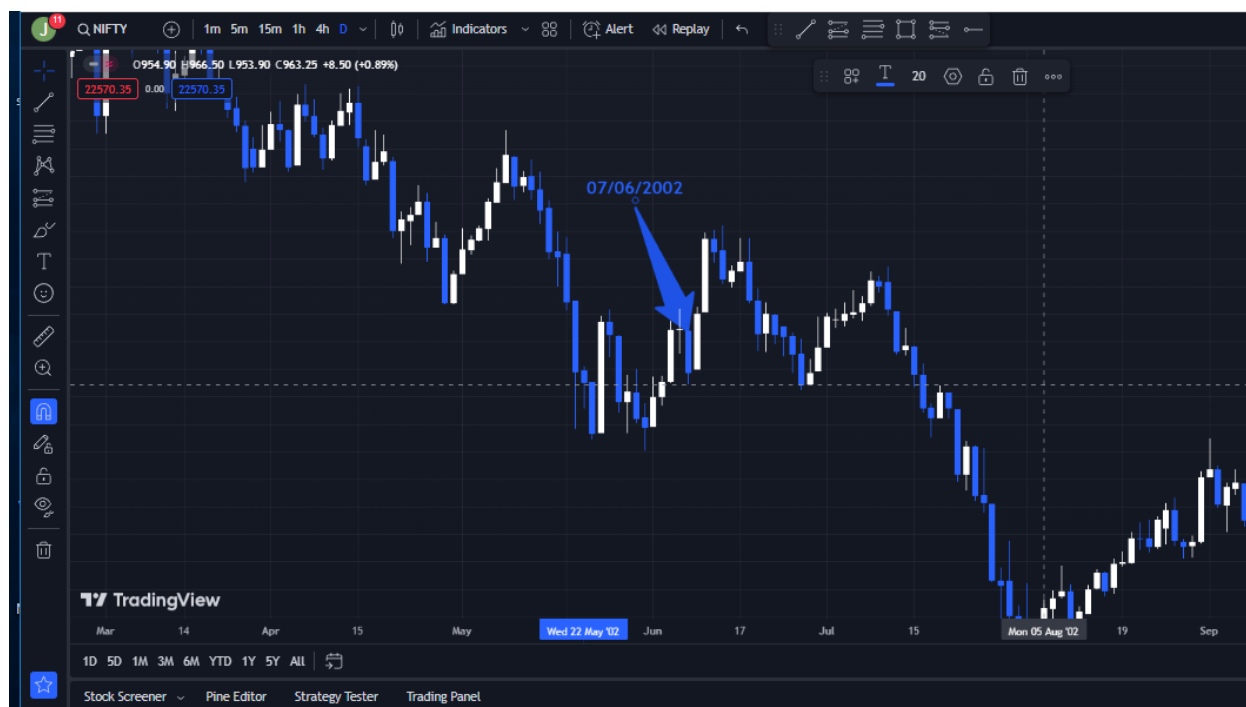 J 11 NIFTY 1m 5m 15m 1h 4h D Indicators Alert Replay
O954.90 H966.50 L953.90 C963.25 +8.50 (+0.89%)
22570.35 0.00 22570.35
20
07/06/2002
TradingView
Mar 14 Apr 15 May Wed 22 May '02 Jun 17 Jul 15 Mon 05 Aug '02 19 Sep
1D 5D 1M 3M 6M YTD 1Y 5Y All
Stock Screener Pine Editor Strategy Tester Trading Panel